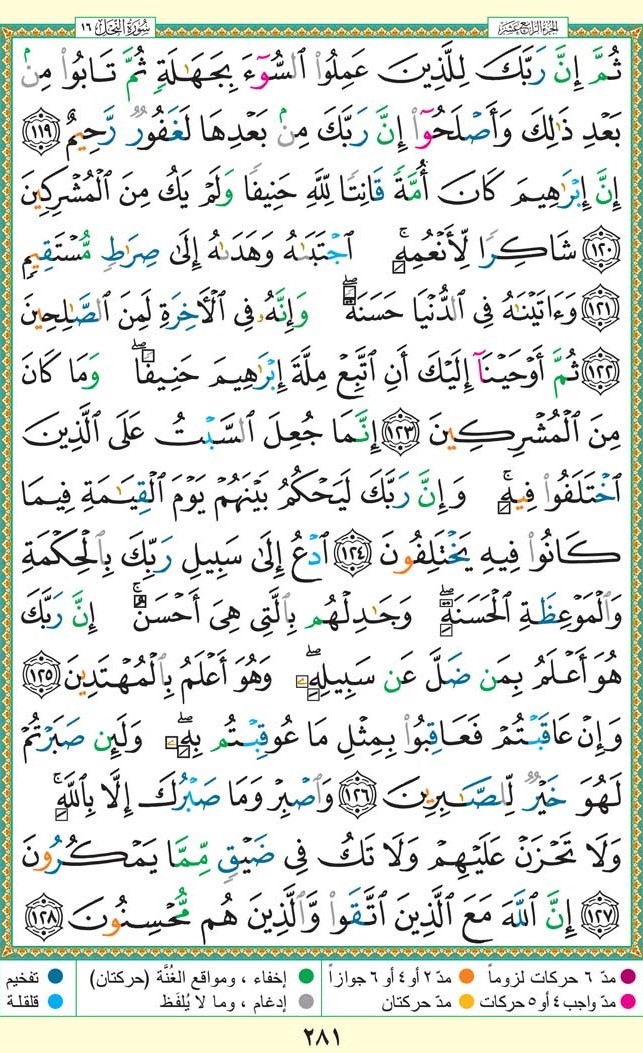 سُورَةُ النَّحْل ١٦
الجزء الرابع عشر
ثُمَّ إِنَّ رَبَّكَ لِلَّذِينَ عَمِلُوا۟ ٱلسُّوٓءَ بِجَهَـٰلَةٍ ثُمَّ تَابُوا۟ مِنۢ
بَعْدِ ذَٰلِكَ وَأَصْلَحُوٓا۟ إِنَّ رَبَّكَ مِنۢ بَعْدِهَا لَغَفُورٌ رَّحِيمٌ ﴿١١٩﴾
إِنَّ إِبْرَٰهِيمَ كَانَ أُمَّةً قَانِتًا لِّلَّهِ حَنِيفًا وَلَمْ يَكُ مِنَ ٱلْمُشْرِكِينَ
﴿١٢٠﴾ شَاكِرًا لِّأَنْعُمِهِ ۚ ٱجْتَبَىٰهُ وَهَدَىٰهُ إِلَىٰ صِرَٰطٍ مُّسْتَقِيمٍ
﴿١٢١﴾ وَءَاتَيْنَـٰهُ فِى ٱلدُّنْيَا حَسَنَةً ۖ وَإِنَّهُۥ فِى ٱلْـَٔاخِرَةِ لَمِنَ ٱلصَّـٰلِحِينَ
﴿١٢٢﴾ ثُمَّ أَوْحَيْنَآ إِلَيْكَ أَنِ ٱتَّبِعْ مِلَّةَ إِبْرَٰهِيمَ حَنِيفًا ۖ وَمَا كَانَ
مِنَ ٱلْمُشْرِكِينَ ﴿١٢٣﴾ إِنَّمَا جُعِلَ ٱلسَّبْتُ عَلَى ٱلَّذِينَ
ٱخْتَلَفُوا۟ فِيهِ ۚ وَإِنَّ رَبَّكَ لَيَحْكُمُ بَيْنَهُمْ يَوْمَ ٱلْقِيَـٰمَةِ فِيمَا
كَانُوا۟ فِيهِ يَخْتَلِفُونَ ﴿١٢٤﴾ ٱدْعُ إِلَىٰ سَبِيلِ رَبِّكَ بِٱلْحِكْمَةِ
وَٱلْمَوْعِظَةِ ٱلْحَسَنَةِ ۖ وَجَـٰدِلْهُم بِٱلَّتِى هِىَ أَحْسَنُ ۚ إِنَّ رَبَّكَ
هُوَ أَعْلَمُ بِمَن ضَلَّ عَن سَبِيلِهِۦ ۖ وَهُوَ أَعْلَمُ بِٱلْمُهْتَدِينَ ﴿١٢٥﴾
وَإِنْ عَاقَبْتُمْ فَعَاقِبُوا۟ بِمِثْلِ مَا عُوقِبْتُم بِهِۦ ۖ وَلَئِن صَبَرْتُمْ
لَهُوَ خَيْرٌ لِّلصَّـٰبِرِينَ ﴿١٢٦﴾ وَٱصْبِرْ وَمَا صَبْرُكَ إِلَّا بِٱللَّهِ ۚ
وَلَا تَحْزَنْ عَلَيْهِمْ وَلَا تَكُ فِى ضَيْقٍ مِّمَّا يَمْكُرُونَ
﴿١٢٧﴾ إِنَّ ٱللَّهَ مَعَ ٱلَّذِينَ ٱتَّقَوا۟ وَّٱلَّذِينَ هُم مُّحْسِنُونَ ﴿١٢٨﴾
مدّ ٦ حركات لزوماً
مدّ ٢ أو ٤ أو ٦ جوازاً
إخفاء ، ومواقع الغُنَّة (حركتان)
تفخيم
مدّ واجب ٤ أو ٥ حركات
مدّ حركتان
إدغام ، وما لا يُلفَظ
قلقلة
٢٨١